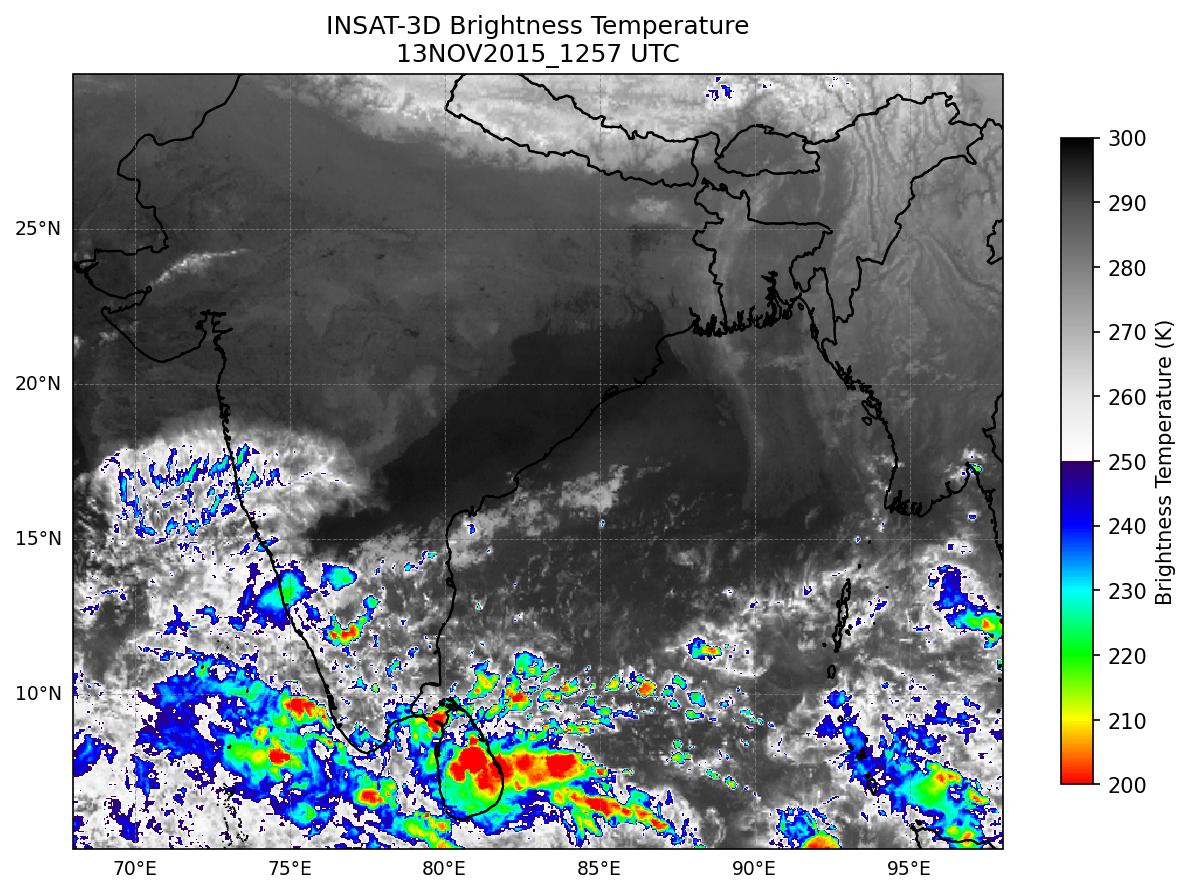 INSAT-3D Brightness Temperature
13NOV2015_1257 UTC
25°N
20°N
15°N
10°N
70°E
75°E
80°E
85°E
90°E
95°E
300
290
280
270
260
250
240
230
220
210
200
Brightness Temperature (K)